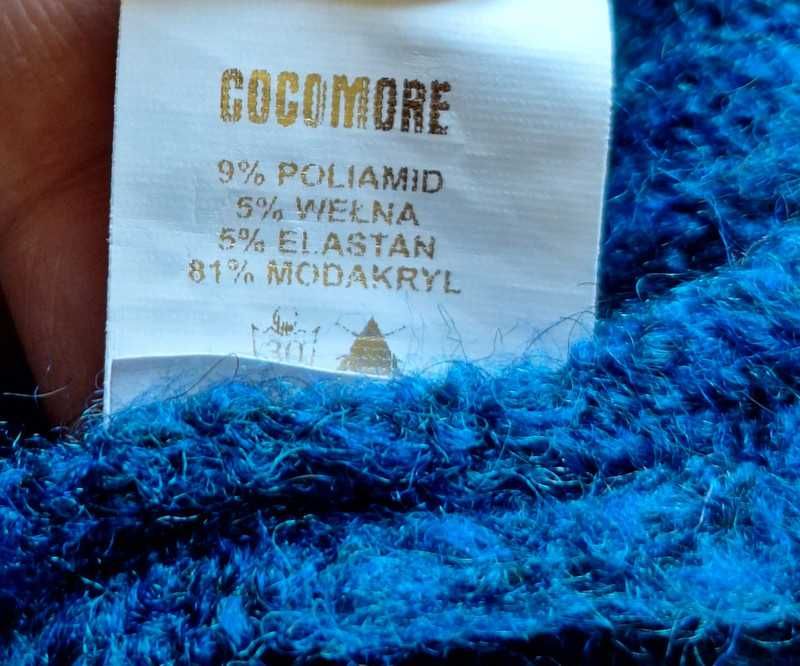 COCOMORE
9% POLIAMID
5% WEŁNA
5% ELASTAN
81% MODAKRYL
30